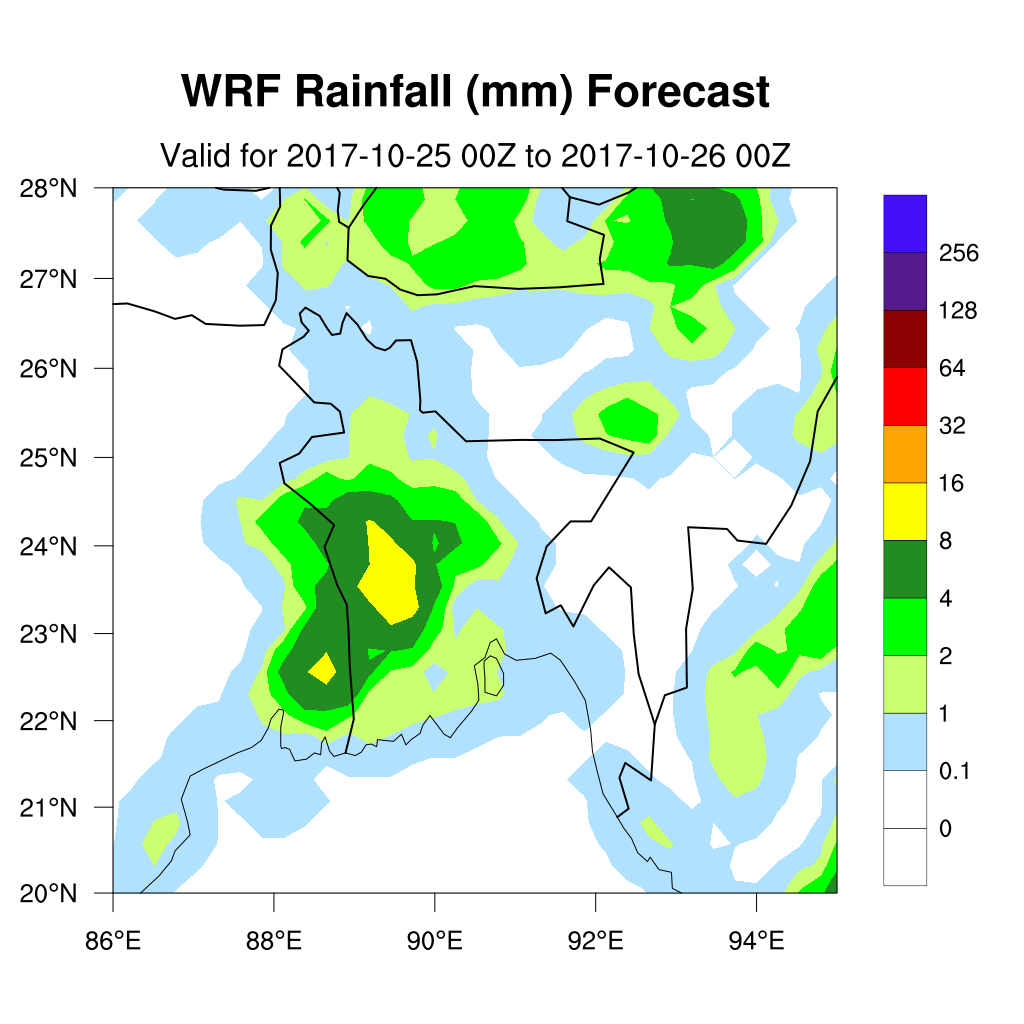 WRF Rainfall (mm) Forecast
Valid for 2017-10-25 00Z to 2017-10-26 00Z
28°N
27°N
26°N
25°N
24°N
23°N
22°N
21°N
20°N
86°E 88°E 90°E 92°E 94°E
256
128
64
32
16
8
4
2
1
0.1
0